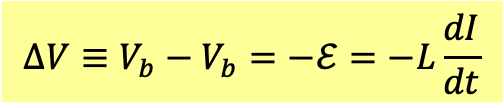 ΔV ≡ V_b − V_b = −ℰ = −L dI/dt